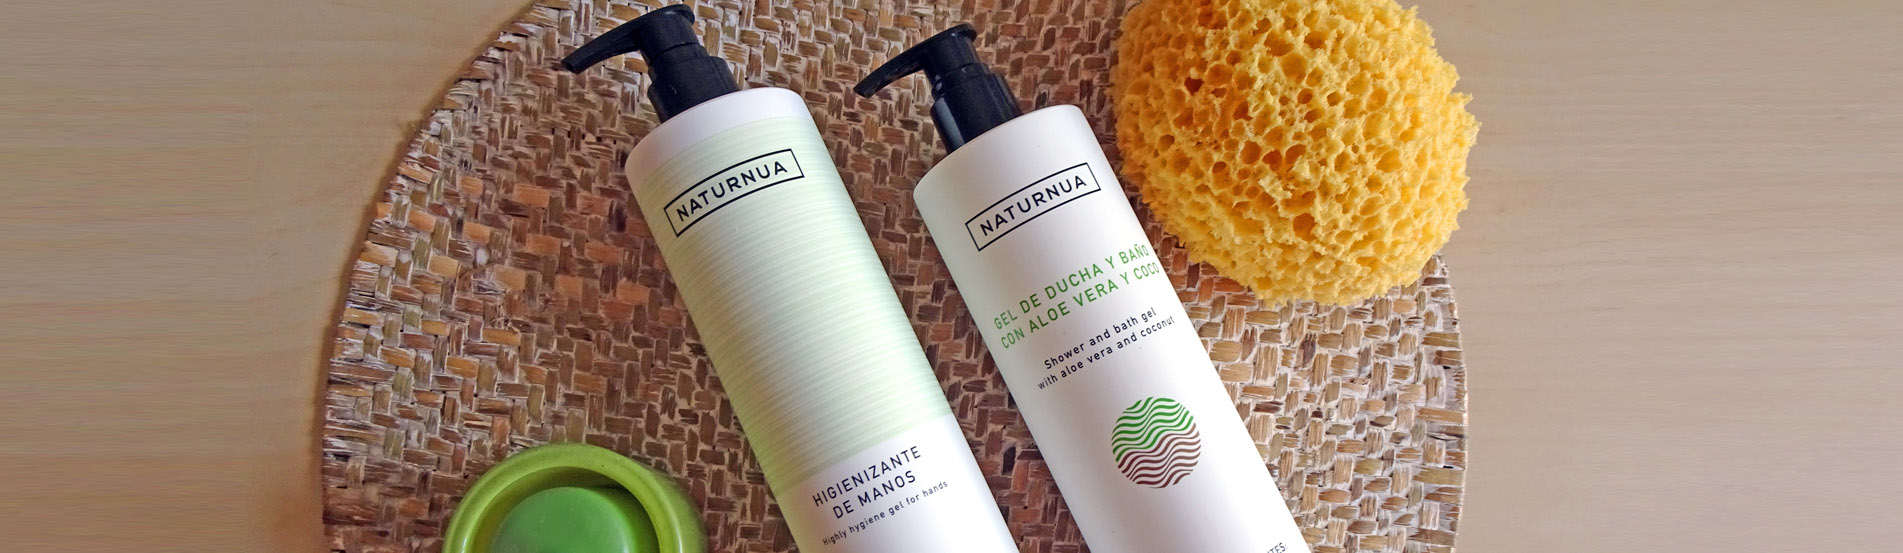 NATURNUA
HIGIENIZANTE
DE MANOS
Highly hygiene gel for hands
NATURNUA
GEL DE DUCHA Y BAÑO
CON ALOE VERA Y COCO
Shower and bath gel
with aloe vera and coconut